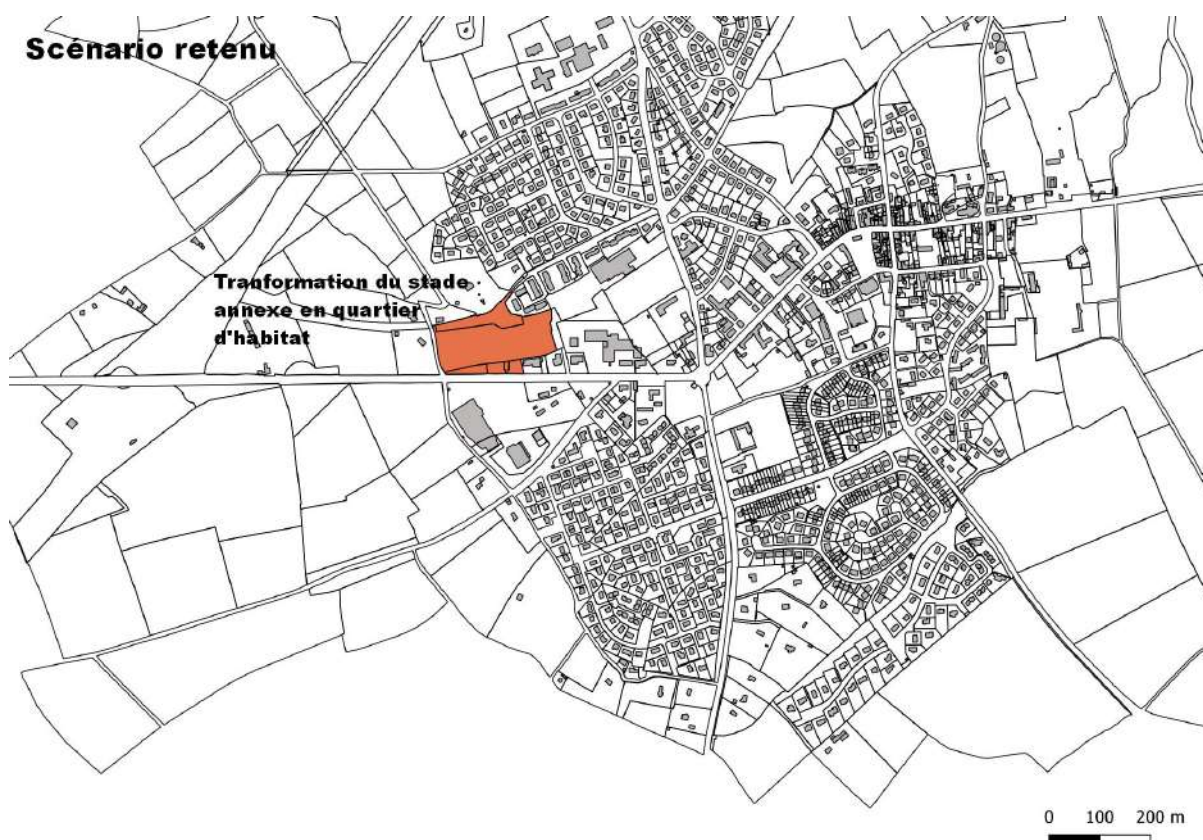 Scénario retenu
Tranformation du stade
annexe en quartier
d'habitat
0 100 200 m